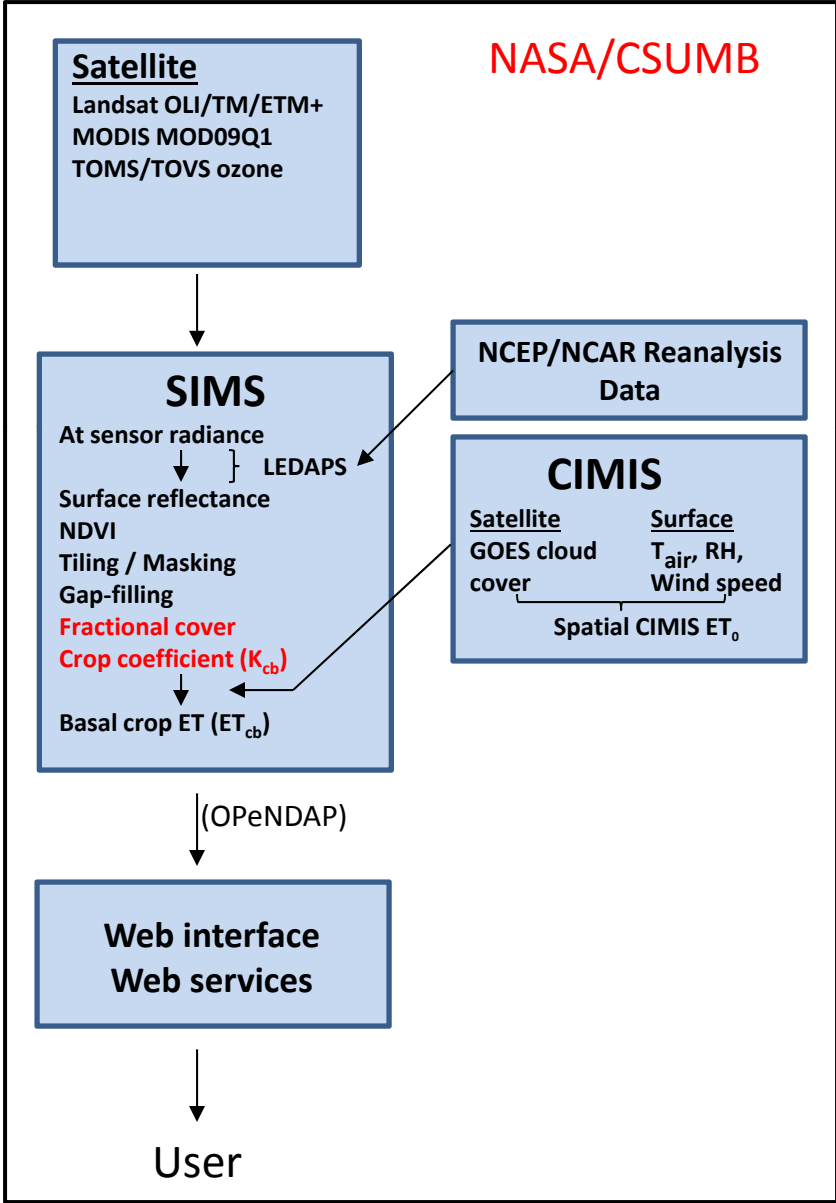 NASA/CSUMB
Satellite
Landsat OLI/TM/ETM+
MODIS MOD09Q1
TOMS/TOVS ozone
SIMS
At sensor radiance
LEDAPS
Surface reflectance
NDVI
Tiling / Masking
Gap-filling
Fractional cover
Crop coefficient (Kcb)
Basal crop ET (ETcb)
NCEP/NCAR Reanalysis
Data
CIMIS
Satellite
GOES cloud
cover
Surface
Tair, RH,
Wind speed
Spatial CIMIS ET0
(OPeNDAP)
Web interface
Web services
User